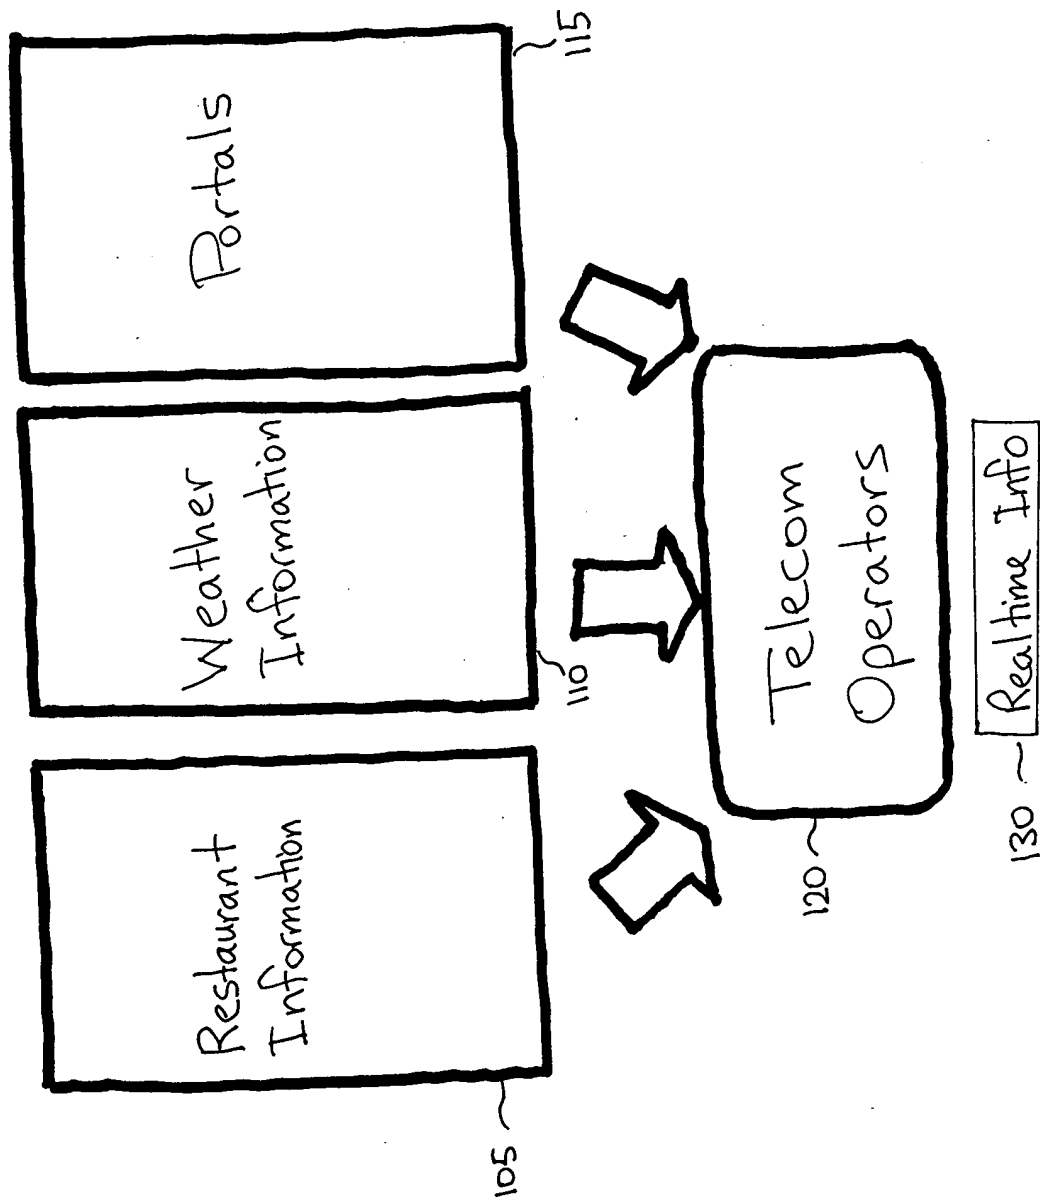 Restaurant
Information
105
Weather
Information
110
Portals
115
Telecom
Operators
120
130
Realtime Info